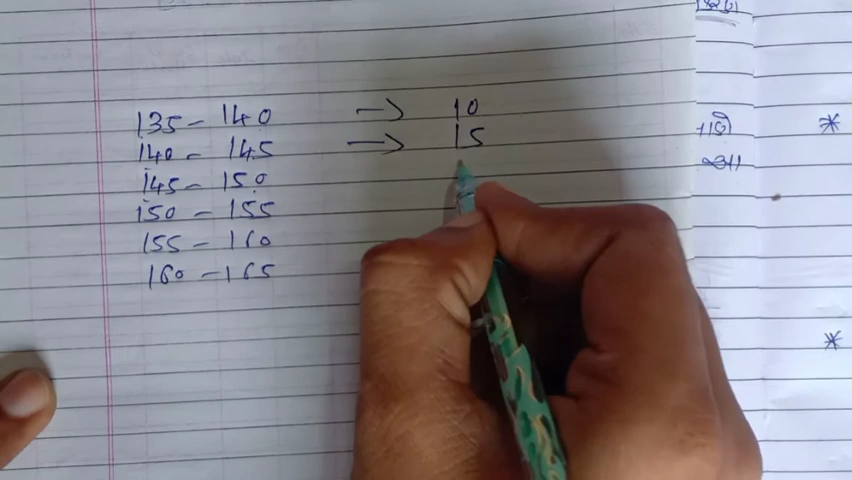 135 - 140 → 10
140 - 145 → 15
145 - 150
150 - 155
155 - 160
160 - 165
*
*